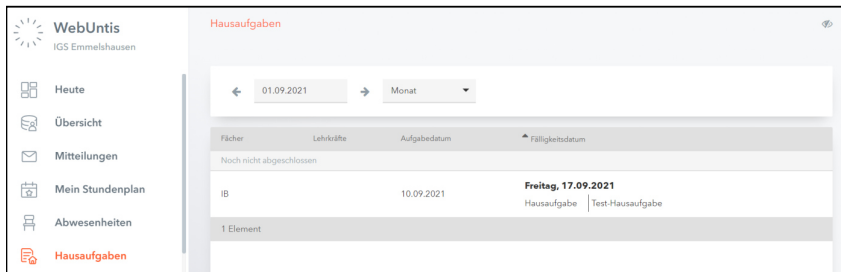 WebUntis
IGS Emmelshausen
Heute
Übersicht
Mitteilungen
Mein Stundenplan
Abwesenheiten
Hausaufgaben
Hausaufgaben
01.09.2021 Monat
Fächer Lehrkräfte Aufgabedatum Fälligkeitsdatum
Noch nicht abgeschlossen
IB 10.09.2021 Freitag, 17.09.2021
Hausaufgabe Test-Hausaufgabe
1 Element